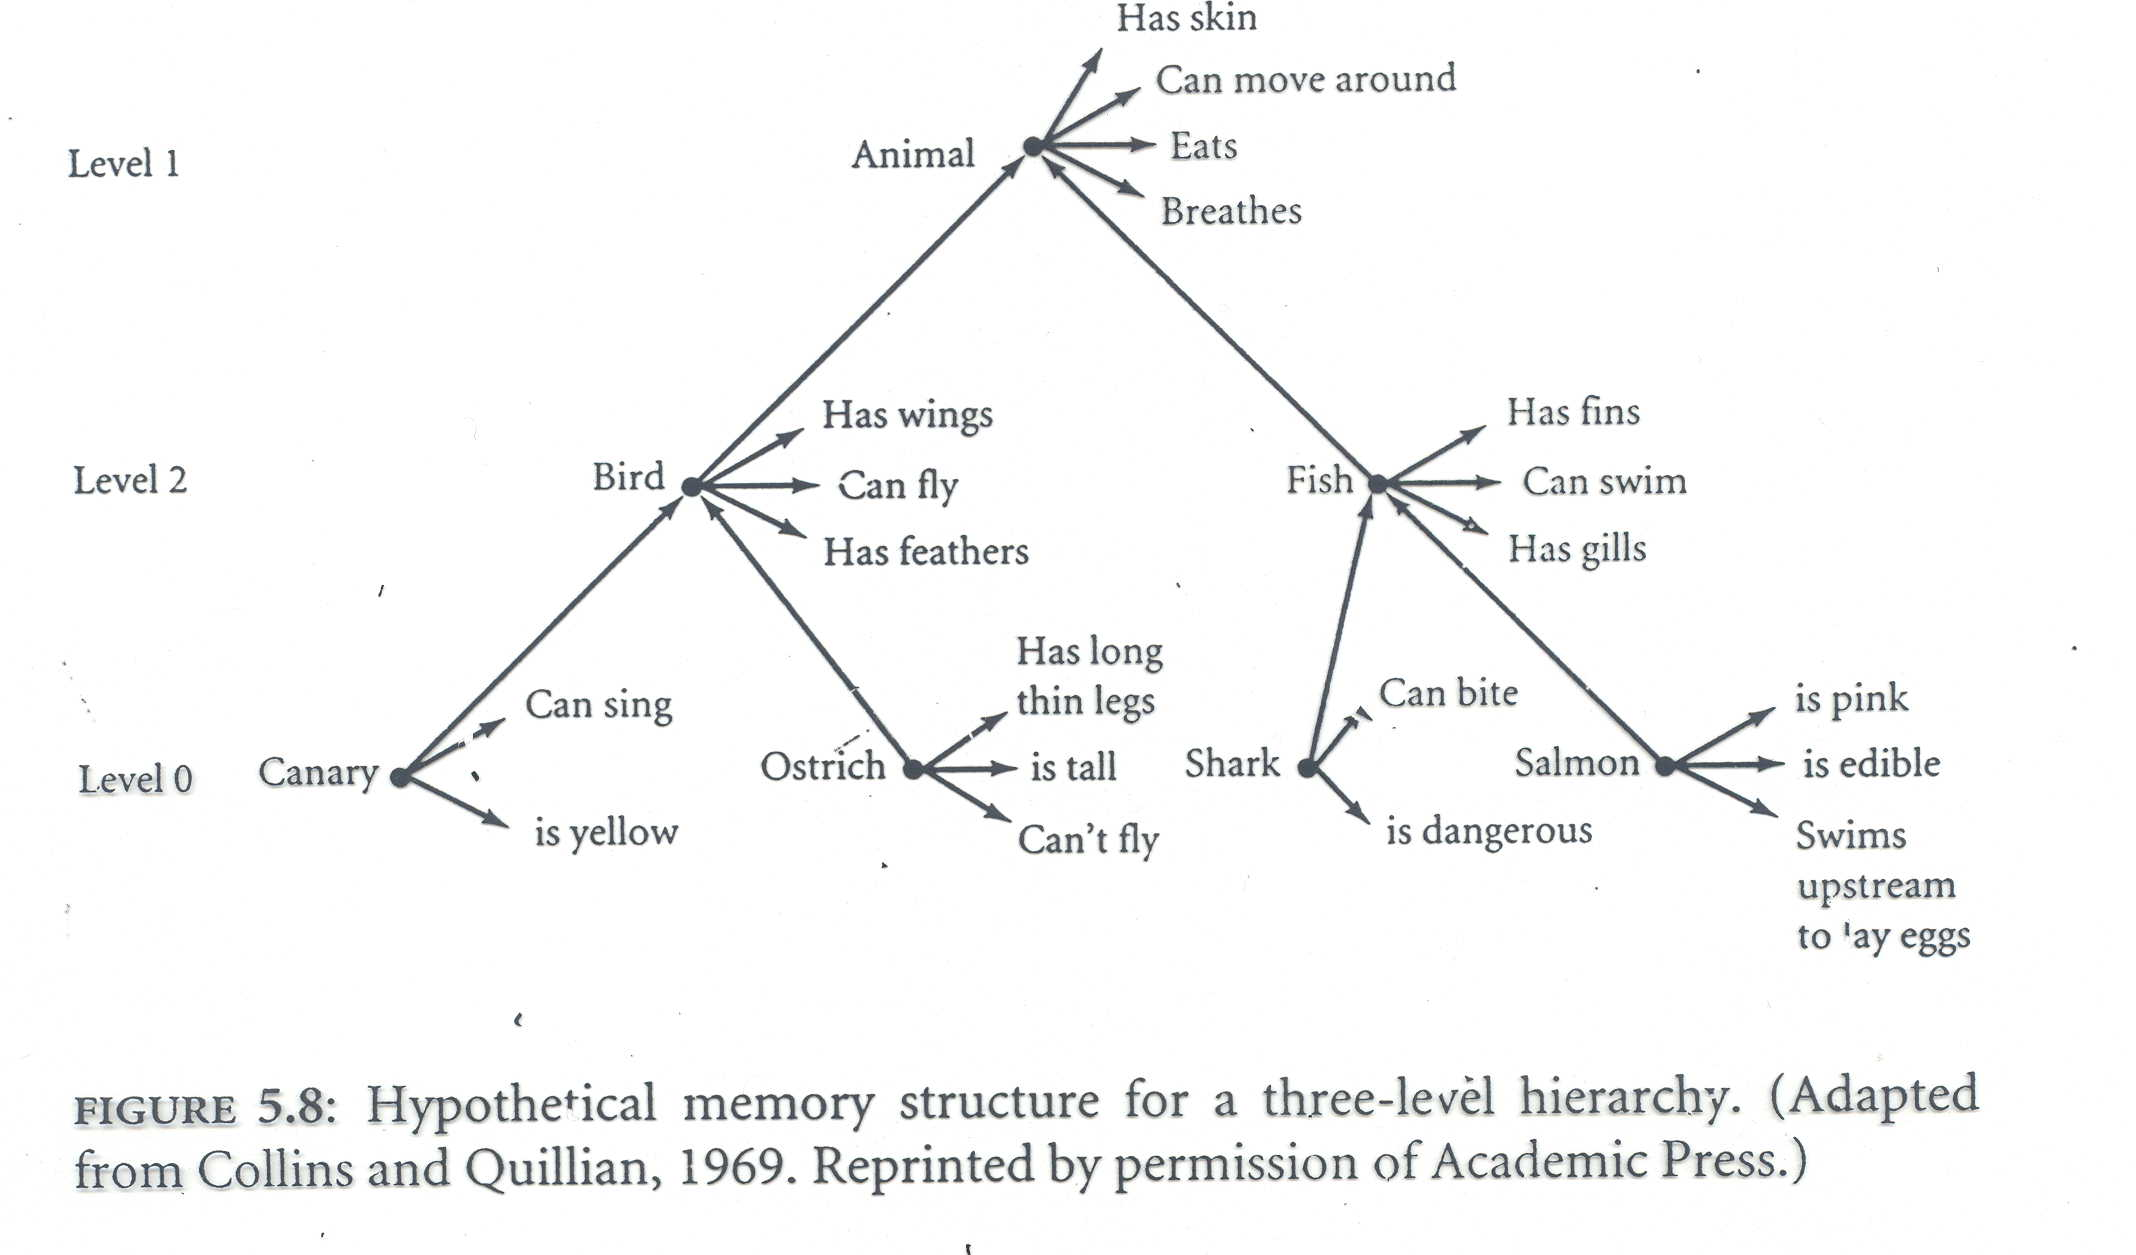 Has skin
Can move around
Level 1
Animal
Eats
Breathes
Has wings
Has fins
Level 2
Bird
Can fly
Fish
Can swim
Has feathers
Has gills
Has long
thin legs
Can sing
Can bite
is pink
Level 0
Canary
Ostrich
is tall
Shark
Salmon
is edible
is yellow
Can't fly
is dangerous
Swims
upstream
to lay eggs
FIGURE 5.8: Hypothetical memory structure for a three-level hierarchy. (Adapted
from Collins and Quillian, 1969. Reprinted by permission of Academic Press.)